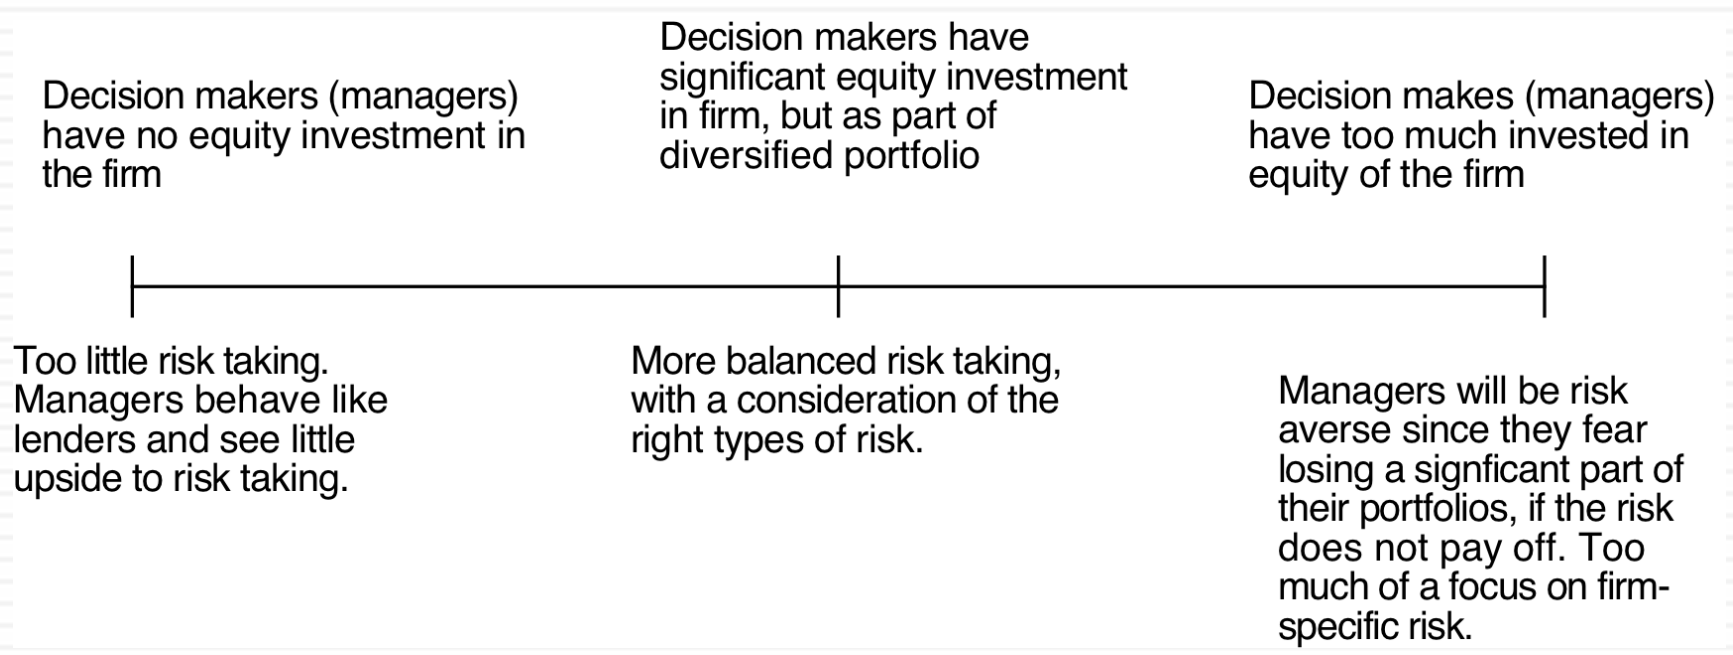 Decision makers (managers)
have no equity investment in
the firm
Decision makers have
significant equity investment
in firm, but as part of
diversified portfolio
Decision makes (managers)
have too much invested in
equity of the firm
Too little risk taking.
Managers behave like
lenders and see little
upside to risk taking.
More balanced risk taking,
with a consideration of the
right types of risk.
Managers will be risk
averse since they fear
losing a signficant part of
their portfolios, if the risk
does not pay off. Too
much of a focus on firm-
specific risk.